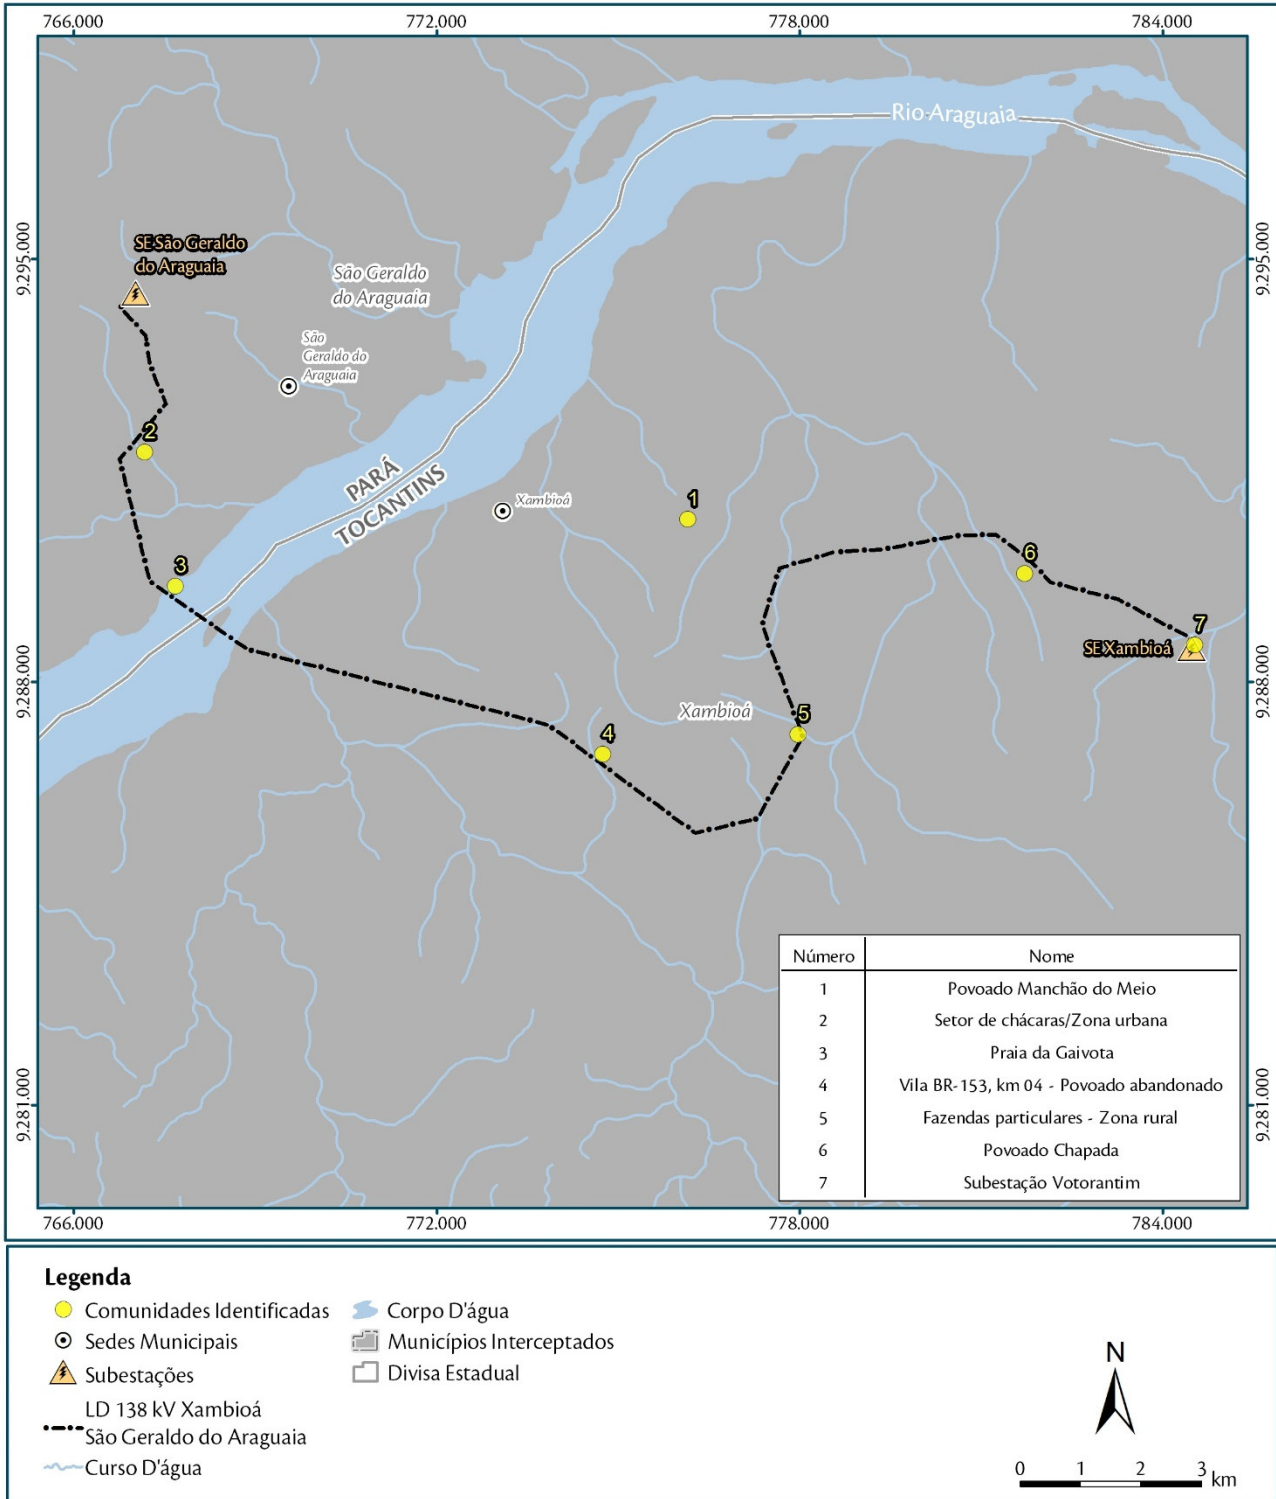 766.000
772.000
778.000
784.000
Rio Araguaia
9.295.000
9.295.000
SE São Geraldo
do Araguaia
São Geraldo
do Araguaia
São
Geraldo do
Araguaia
2
PARÁ
TOCANTINS
Xambioá
1
3
6
7
SE Xambioá
9.288.000
9.288.000
Xambioá
5
4
Número Nome
1 Povoado Manchão do Meio
2 Setor de chácaras/Zona urbana
3 Praia da Gaivota
4 Vila BR-153, km 04 - Povoado abandonado
5 Fazendas particulares - Zona rural
6 Povoado Chapada
7 Subestação Votorantim
9.281.000
9.281.000
766.000
772.000
778.000
784.000
Legenda
Comunidades Identificadas
Sedes Municipais
Subestações
LD 138 kV Xambioá
São Geraldo do Araguaia
Curso D'água
Corpo D'água
Municípios Interceptados
Divisa Estadual
N
0 1 2 3 km